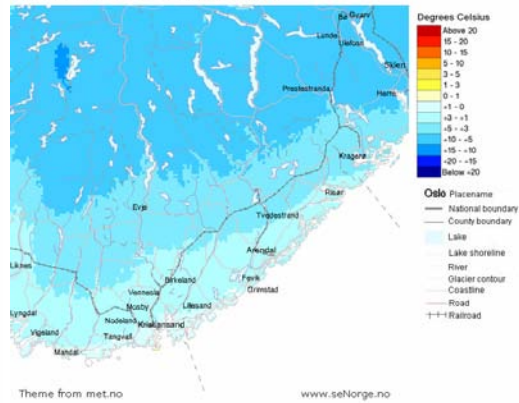 Bø Gvarv
Lunde
Ulefoss
Skien
Prestestranda
Kragerø
Risør
Evje
Tvedestrand
Arendal
Liknes
Birkeland
Fevik
Grimstad
Vennesla
Mosby
Lillesand
Lyngdal
Nodeland
Kristiansand
Vigeland
Tangvall
Mandal
Theme from met.no
www.seNorge.no
Degrees Celsius
Above 20
15 - 20
10 - 15
5 - 10
3 - 5
1 - 3
0 - 1
÷1 - 0
÷3 - ÷1
÷5 - ÷3
÷10 - ÷5
÷15 - ÷10
÷20 - ÷15
Below ÷20
Oslo Placename
National boundary
County boundary
Lake
Lake shoreline
River
Glacier contour
Coastline
Road
Railroad